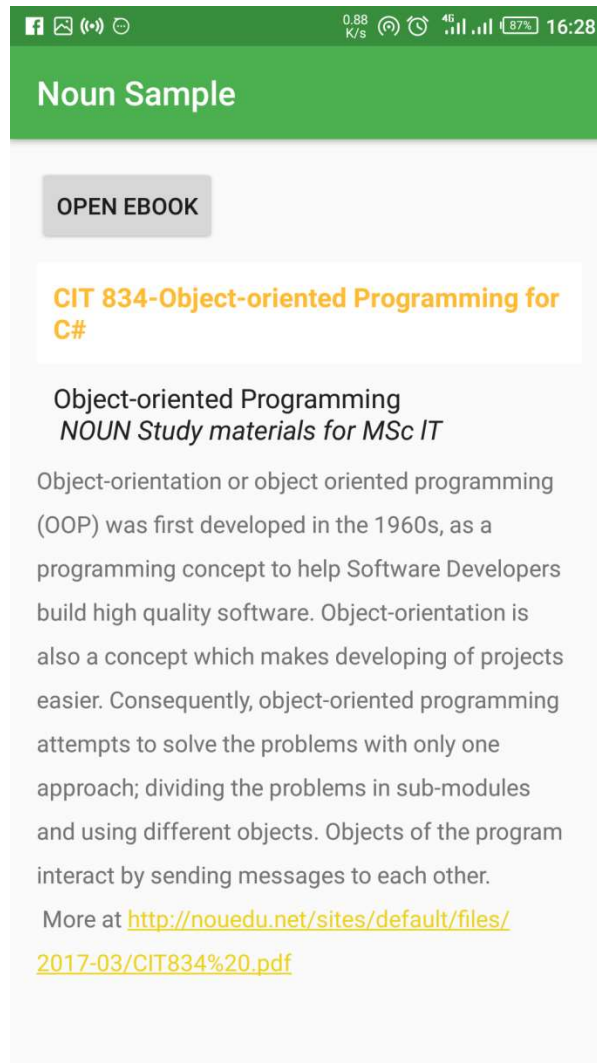 0.88
K/s
4G
87%
16:28
Noun Sample
OPEN EBOOK
CIT 834-Object-oriented Programming for
C#
Object-oriented Programming
NOUN Study materials for MSc lT
Object-orientation or object oriented programming
(OOP) was first developed in the 1960s, as a
programming concept to help Software Developers
build high quality software. Object-orientation is
also a concept which makes developing of projects
easier. Consequently, object-oriented programming
attempts to solve the problems with only one
approach; dividing the problems in sub-modules
and using different objects. Objects of the program
interact by sending messages to each other.
More at http://nouedu.net/sites/default/files/
2017-03/CIT834%20.pdf